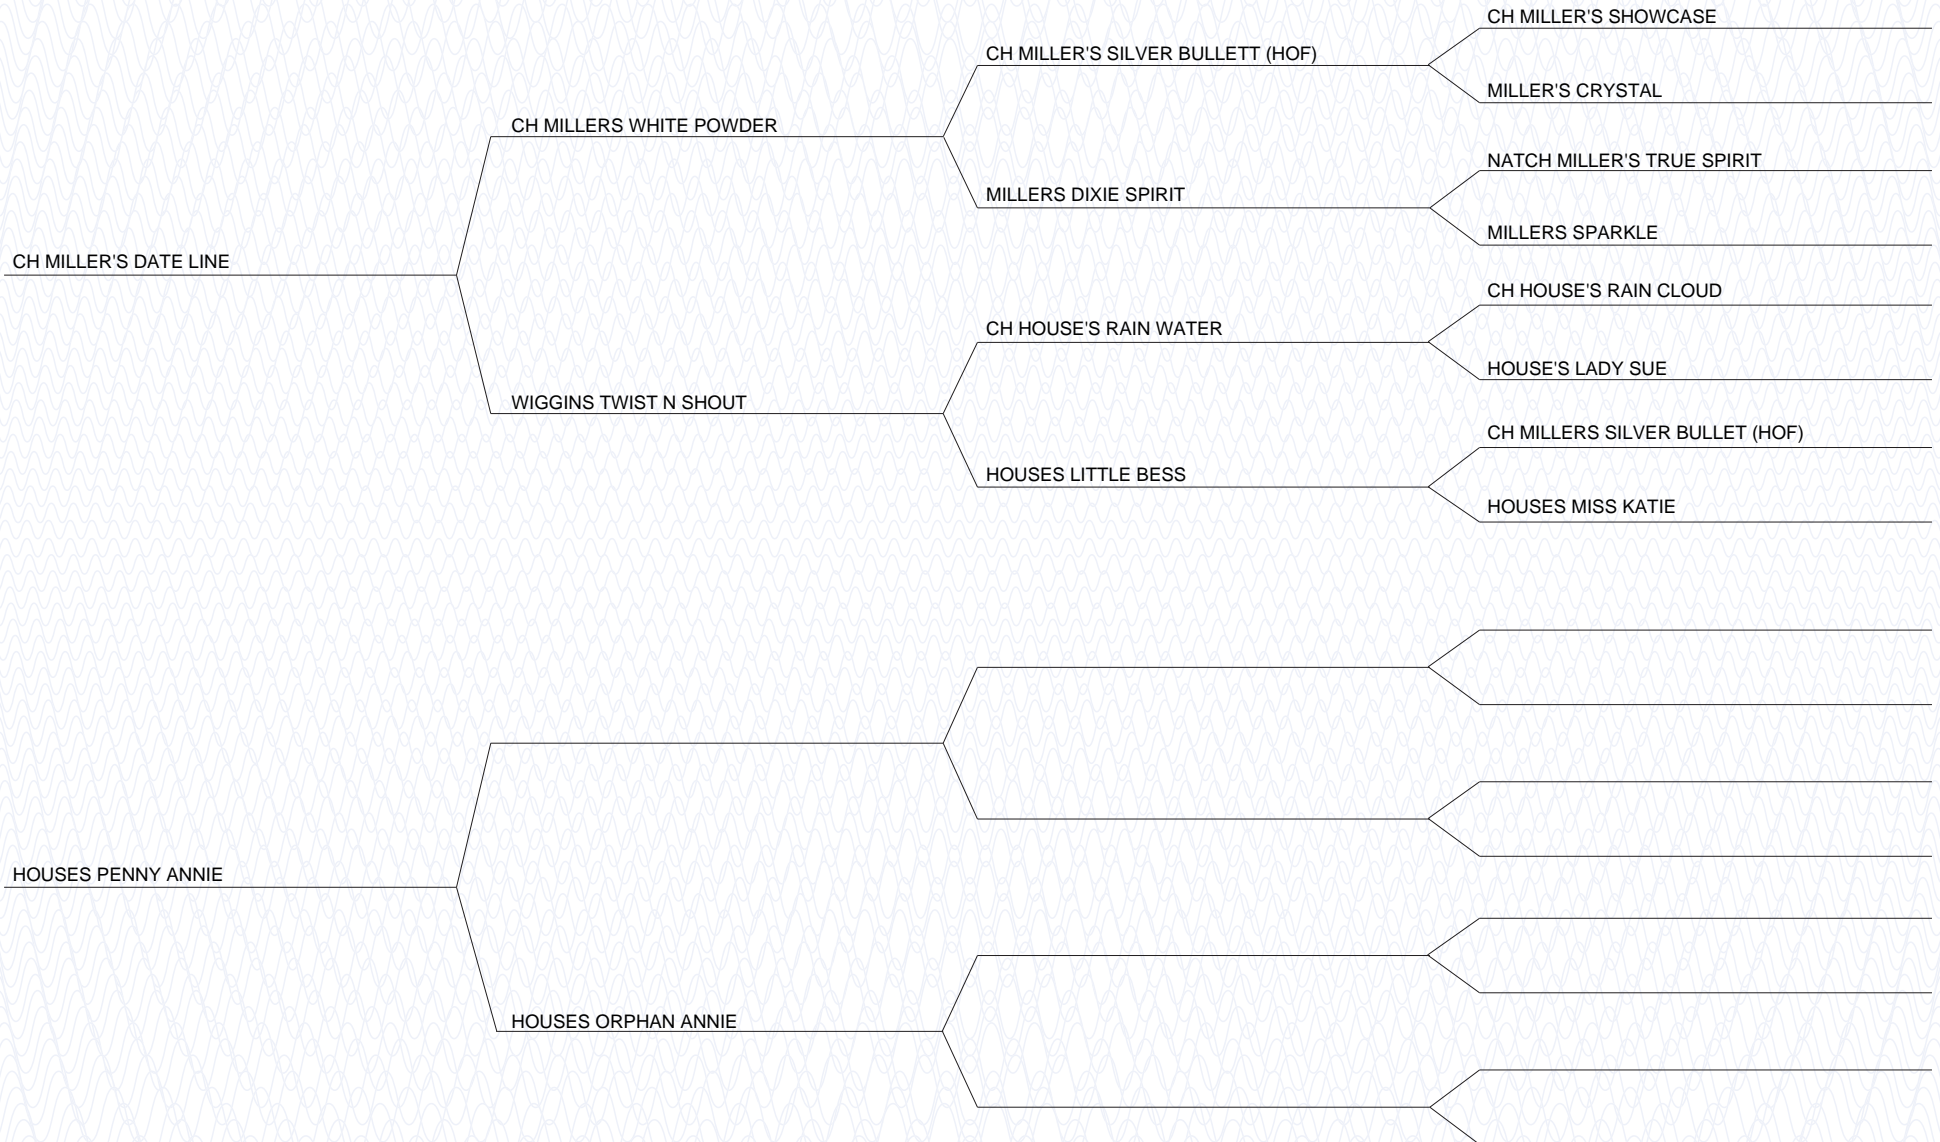 CH MILLER'S SHOWCASE
CH MILLER'S SILVER BULLETT (HOF)
MILLER'S CRYSTAL
CH MILLERS WHITE POWDER
NATCH MILLER'S TRUE SPIRIT
MILLERS DIXIE SPIRIT
MILLERS SPARKLE
CH MILLER'S DATE LINE
CH HOUSE'S RAIN CLOUD
CH HOUSE'S RAIN WATER
HOUSE'S LADY SUE
WIGGINS TWIST N SHOUT
CH MILLERS SILVER BULLET (HOF)
HOUSES LITTLE BESS
HOUSES MISS KATIE
HOUSES PENNY ANNIE
HOUSES ORPHAN ANNIE